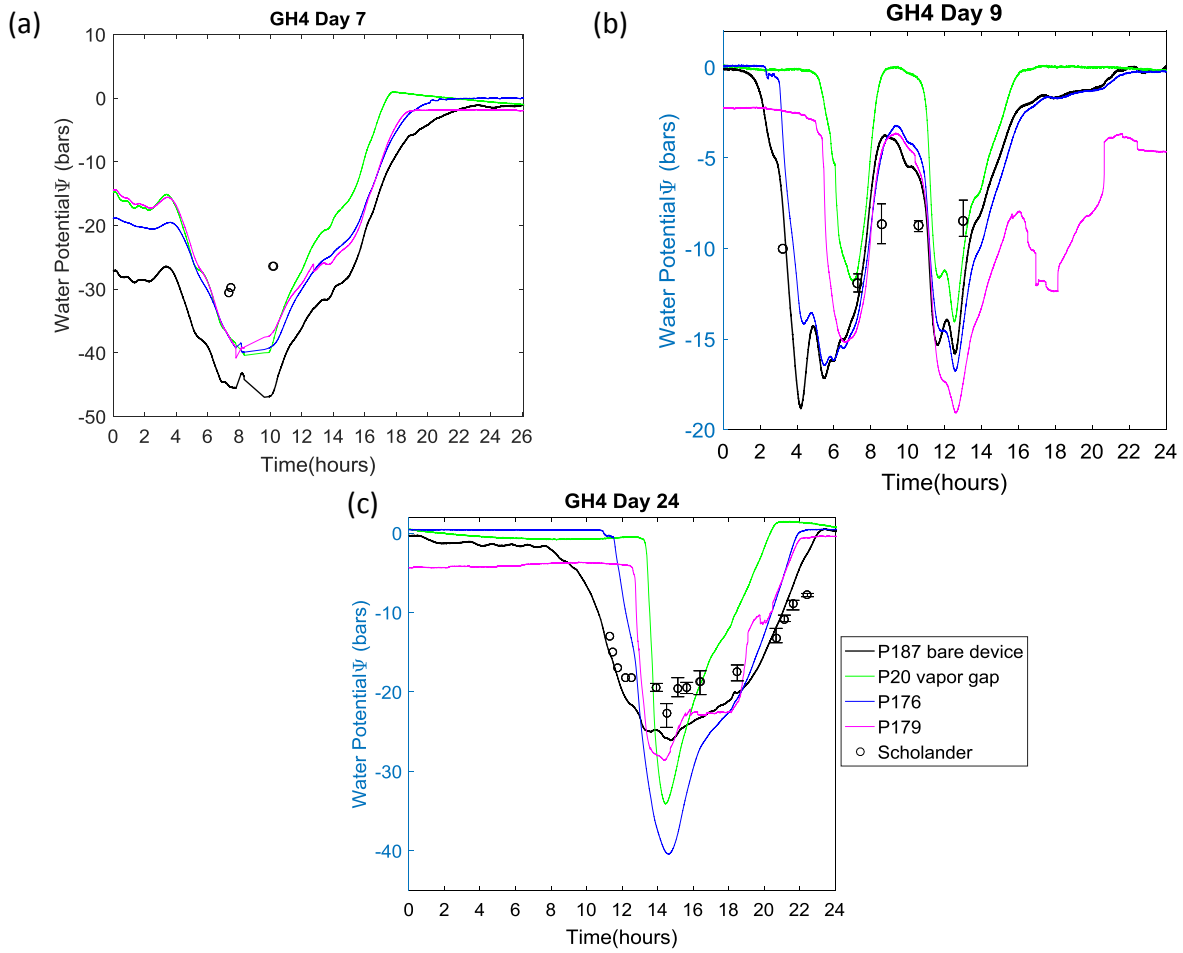 (a)
GH4 Day 7
Water PotentialΨ (bars)
10
0
-10
-20
-30
-40
-50
0 2 4 6 8 10 12 14 16 18 20 22 24 26
Time(hours)
(b)
GH4 Day 9
Water PotentialΨ (bars)
0
-5
-10
-15
-20
0 2 4 6 8 10 12 14 16 18 20 22 24
Time(hours)
(c)
GH4 Day 24
Water PotentialΨ (bars)
0
-10
-20
-30
-40
0 2 4 6 8 10 12 14 16 18 20 22 24
Time(hours)
P187 bare device
P20 vapor gap
P176
P179
Scholander